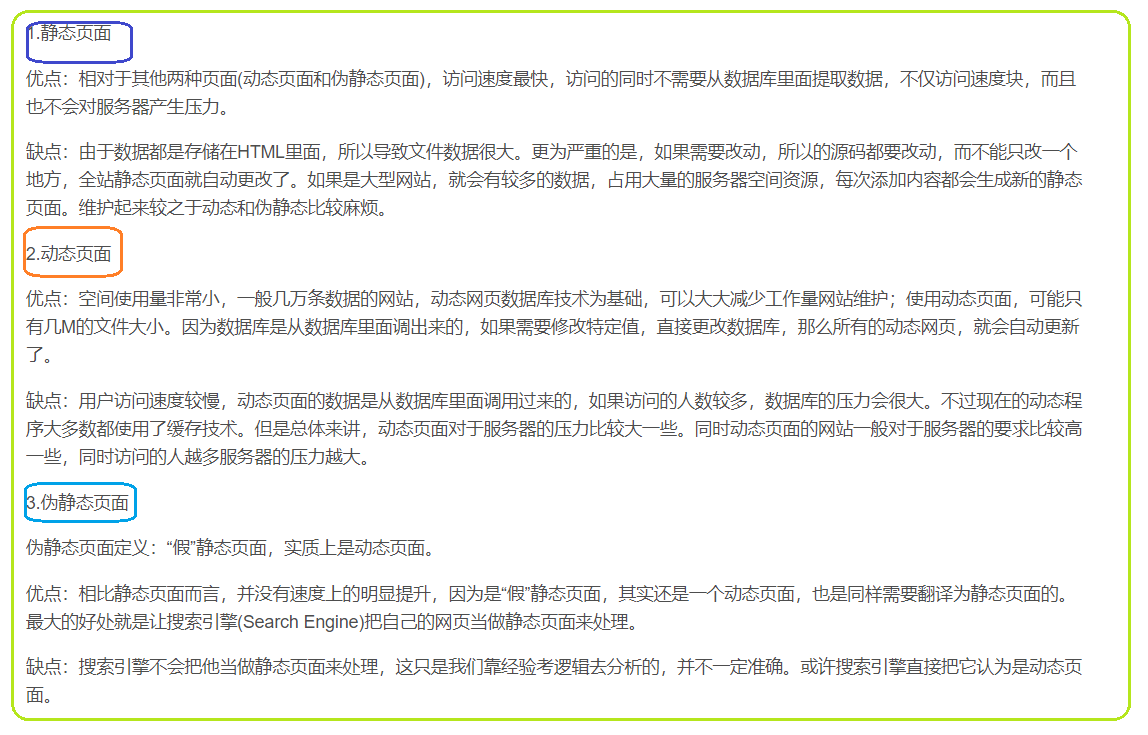 1.静态页面
优点：相对于其他两种页面(动态页面和伪静态页面)，访问速度最快，访问的同时不需要从数据库里面提取数据，不仅访问速度块，而且
也不会对服务器产生压力。
缺点：由于数据都是存储在HTML里面，所以导致文件数据很大。更为严重的是，如果需要改动，所以的源码都要改动，而不能只改一个
地方，全站静态页面就自动更改了。如果是大型网站，就会有较多的数据，占用大量的服务器空间资源，每次添加内容都会生成新的静态
页面。维护起来较之于动态和伪静态比较麻烦。
2.动态页面
优点：空间使用量非常小，一般几万条数据的网站，动态网页数据库技术为基础，可以大大减少工作量网站维护；使用动态页面，可能只
有几M的文件大小。因为数据库是从数据库里面调出来的，如果需要修改特定值，直接更改数据库，那么所有的动态网页，就会自动更新
了。
缺点：用户访问速度较慢，动态页面的数据是从数据库里面调用过来的，如果访问的人数较多，数据库的压力会很大。不过现在的动态程
序大多数都使用了缓存技术。但是总体来讲，动态页面对于服务器的压力比较大一些。同时动态页面的网站一般对于服务器的要求比较高
一些，同时访问的人越多服务器的压力越大。
3.伪静态页面
伪静态页面定义：“假”静态页面，实质上是动态页面。
优点：相比静态页面而言，并没有速度上的明显提升，因为是“假”静态页面，其实还是一个动态页面，也是同样需要翻译为静态页面的。
最大的好处就是让搜索引擎(Search Engine)把自己的网页当做静态页面来处理。
缺点：搜索引擎不会把他当做静态页面来处理，这只是我们靠经验考逻辑去分析的，并不一定准确。或许搜索引擎直接把它认为是动态页
面。